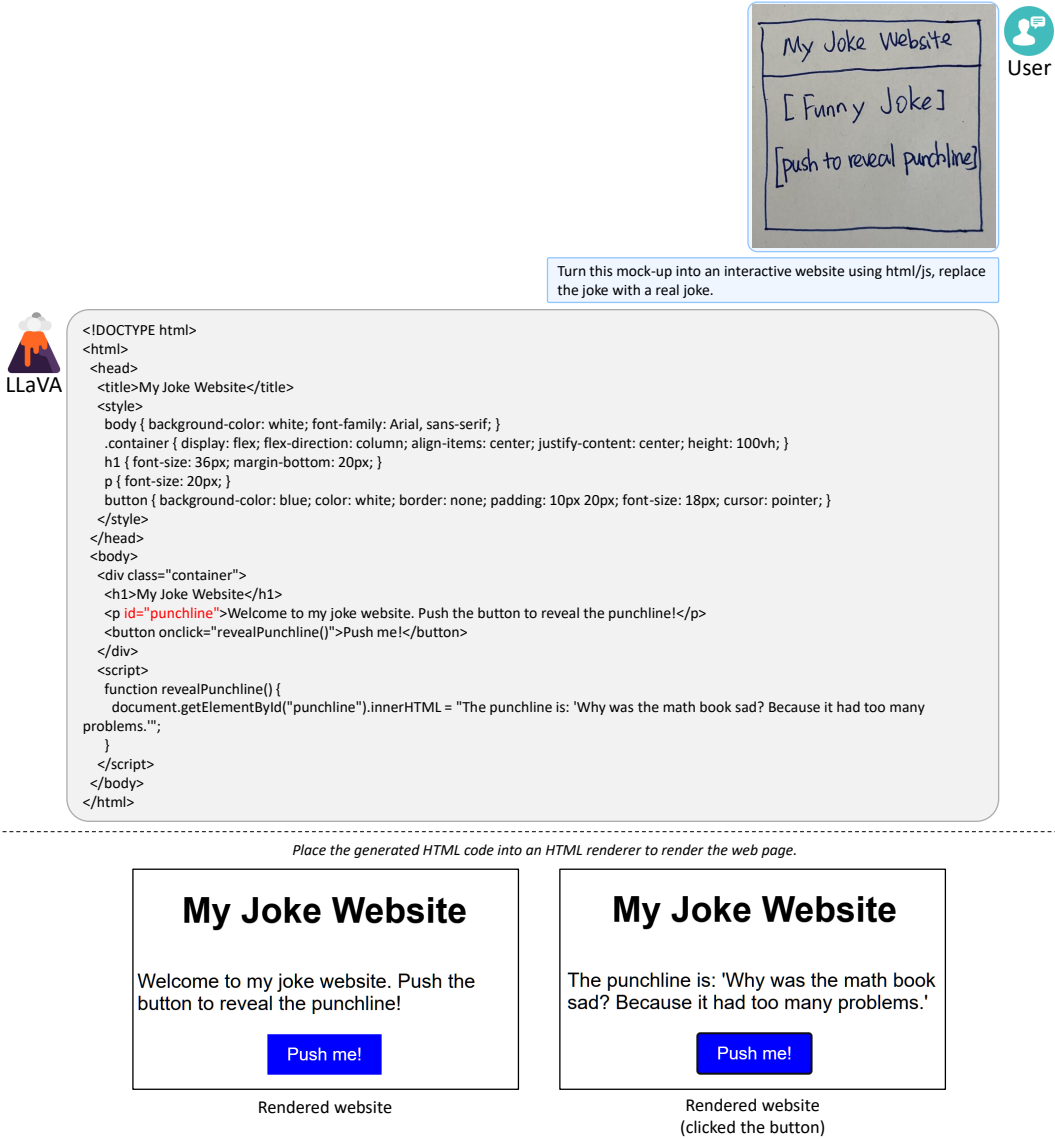 My Joke Website
[Funny Joke]
[push to reveal punchline]
User
Turn this mock-up into an interactive website using html/js, replace
the joke with a real joke.
LLaVA
<!DOCTYPE html>
<html>
<head>
<title>My Joke Website</title>
<style>
body { background-color: white; font-family: Arial, sans-serif; }
.container { display: flex; flex-direction: column; align-items: center; justify-content: center; height: 100vh; }
h1 { font-size: 36px; margin-bottom: 20px; }
p { font-size: 20px; }
button { background-color: blue; color: white; border: none; padding: 10px 20px; font-size: 18px; cursor: pointer; }
</style>
</head>
<body>
<div class="container">
<h1>My Joke Website</h1>
<p id="punchline">Welcome to my joke website. Push the button to reveal the punchline!</p>
<button onclick="revealPunchline()">Push me!</button>
</div>
<script>
function revealPunchline() {
document.getElementById("punchline").innerHTML = "The punchline is: 'Why was the math book sad? Because it had too many
problems.'";
}
</script>
</body>
</html>
Place the generated HTML code into an HTML renderer to render the web page.
My Joke Website
Welcome to my joke website. Push the
button to reveal the punchline!
Push me!
Rendered website
My Joke Website
The punchline is: 'Why was the math book
sad? Because it had too many problems.'
Push me!
Rendered website
(clicked the button)